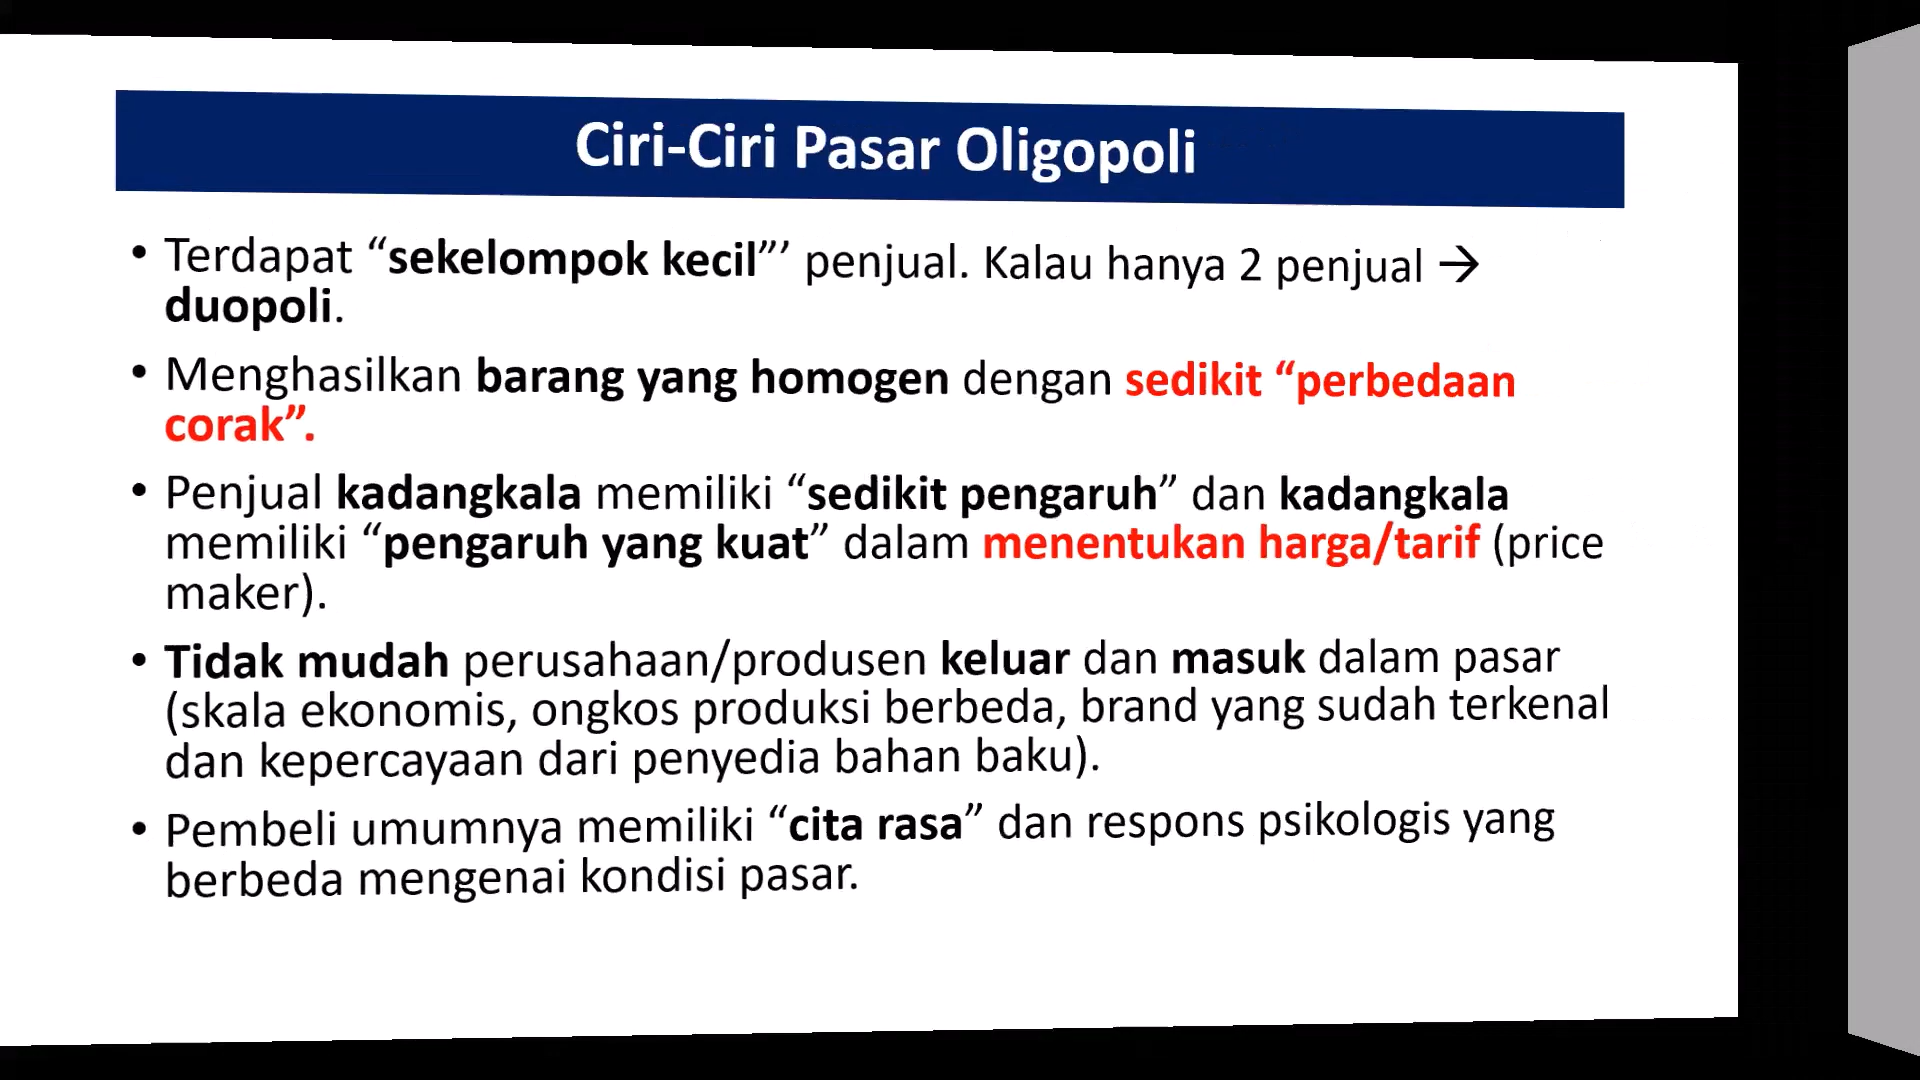 Ciri-Ciri Pasar Oligopoli
• Terdapat “sekelompok kecil”’ penjual. Kalau hanya 2 penjual →
duopoli.
• Menghasilkan barang yang homogen dengan sedikit “perbedaan
corak”.
• Penjual kadangkala memiliki “sedikit pengaruh” dan kadangkala
memiliki “pengaruh yang kuat” dalam menentukan harga/tarif (price
maker).
• Tidak mudah perusahaan/produsen keluar dan masuk dalam pasar
(skala ekonomis, ongkos produksi berbeda, brand yang sudah terkenal
dan kepercayaan dari penyedia bahan baku).
• Pembeli umumnya memiliki “cita rasa” dan respons psikologis yang
berbeda mengenai kondisi pasar.